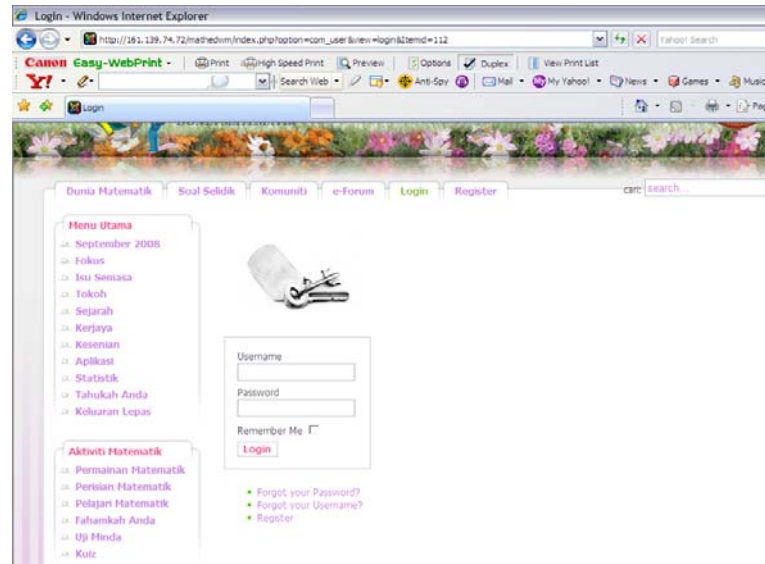 Login - Windows Internet Explorer
http://161.139.74.72/mathedwm/index.php?option=com_user&view=login&Itemid=112
Yahoo! Search
Canon Easy-WebPrint - Print High Speed Print Preview Options Duplex View Print List
Y! Search Web Anti-Spy Mail My Yahoo! News Games Music
Login
Dunia Matematik Soal Selidik Komuniti e-Forum Login Register
cari: search...
Menu Utama
September 2008
Fokus
Isu Semasa
Tokoh
Sejarah
Kerjaya
Kesenian
Aplikasi
Statistik
Tahukah Anda
Keluaran Lepas
Username
Password
Remember Me
Login
Forgot your Password?
Forgot your Username?
Register
Aktiviti Matematik
Permainan Matematik
Perisian Matematik
Pelajari Matematik
Fahamkah Anda
Uji Minda
Kuiz